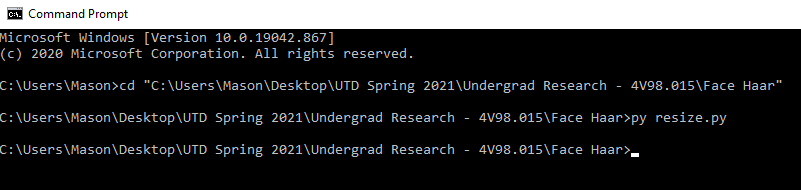 Command Prompt
Microsoft Windows [Version 10.0.19042.867]
(c) 2020 Microsoft Corporation. All rights reserved.
C:\Users\Mason>cd "C:\Users\Mason\Desktop\UTD Spring 2021\Undergrad Research - 4V98.015\Face Haar"
C:\Users\Mason\Desktop\UTD Spring 2021\Undergrad Research - 4V98.015\Face Haar>py resize.py
C:\Users\Mason\Desktop\UTD Spring 2021\Undergrad Research - 4V98.015\Face Haar>